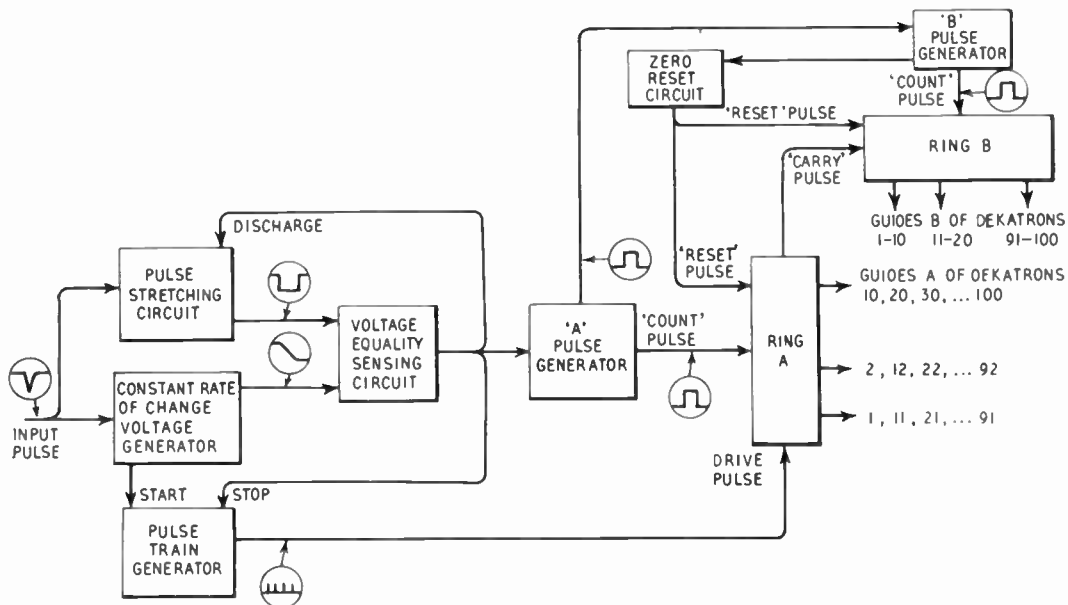 'B'
PULSE
GENERATOR
ZERO
RESET
CIRCUIT
'COUNT'
PULSE
'RESET' PULSE
RING B
'CARRY'
PULSE
GUIDES B OF DEKATRONS
1-10 11-20 91-100
DISCHARGE
'RESET'
PULSE
GUIDES A OF DEKATRONS
10, 20, 30, ... 100
PULSE
STRETCHING
CIRCUIT
VOLTAGE
EQUALITY
SENSING
CIRCUIT
'A'
PULSE
GENERATOR
'COUNT'
PULSE
RING
A
2, 12, 22, ... 92
CONSTANT RATE
OF CHANGE
VOLTAGE
GENERATOR
1, 11, 21, ... 91
INPUT
PULSE
DRIVE
PULSE
START
STOP
PULSE
TRAIN
GENERATOR